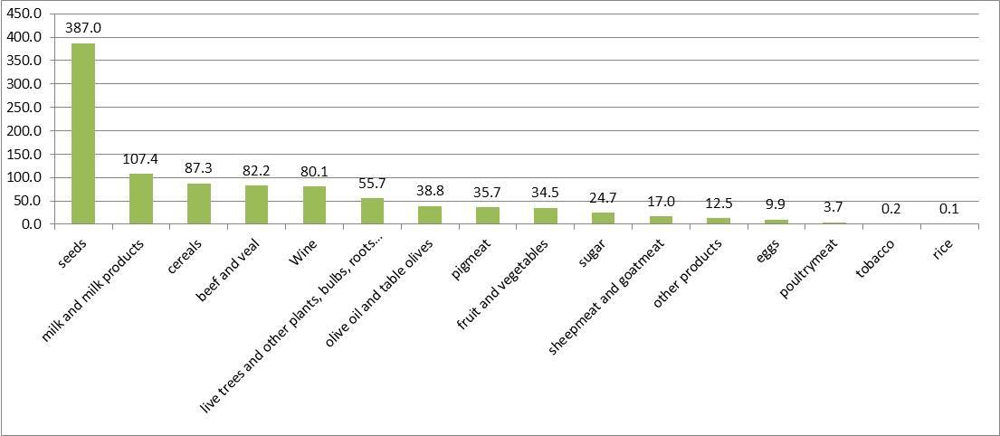 450.0
400.0
350.0
300.0
250.0
200.0
150.0
100.0
50.0
0.0
387.0
107.4
87.3
82.2
80.1
55.7
38.8
35.7
34.5
24.7
17.0
12.5
9.9
3.7
0.2
0.1
seeds
milk and milk products
cereals
beef and veal
Wine
live trees and other plants, bulbs, roots...
olive oil and table olives
pigmeat
fruit and vegetables
sugar
sheepmeat and goatmeat
other products
eggs
poultrymeat
tobacco
rice